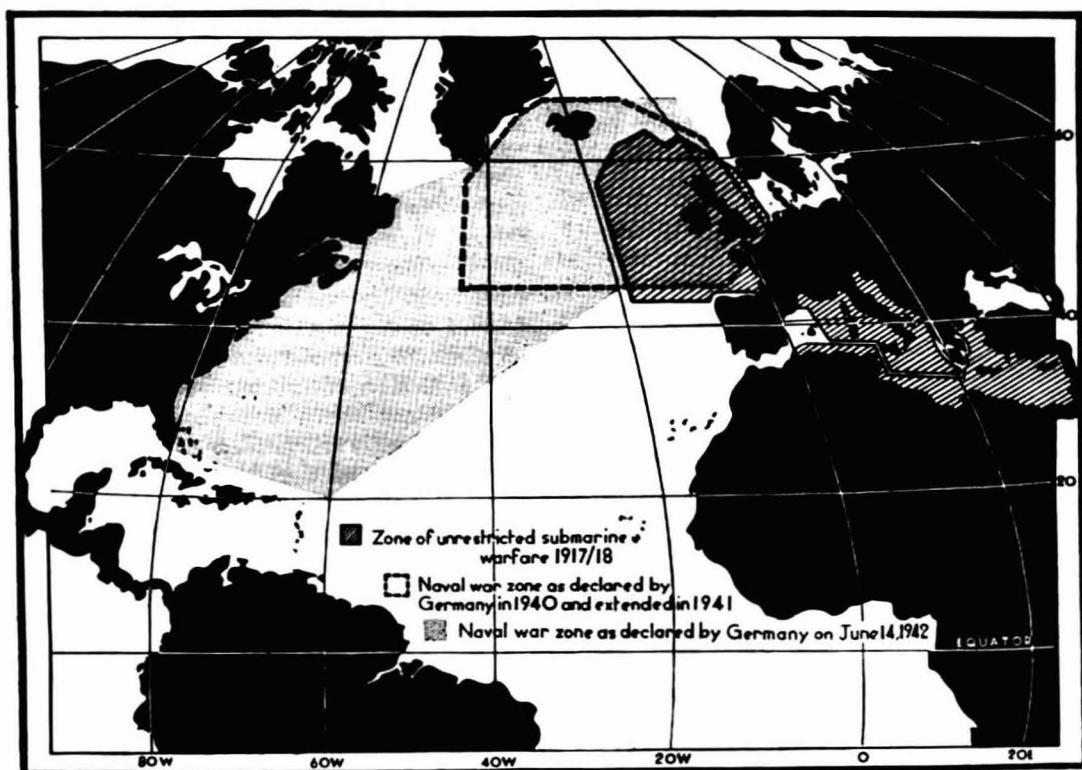 60
40
20
Zone of unrestricted submarine
warfare 1917/18
Naval war zone as declared by
Germany in 1940 and extended in 1941
Naval war zone as declared by Germany on June 14, 1942
EQUATOR
80W
60W
40W
20W
0
20E